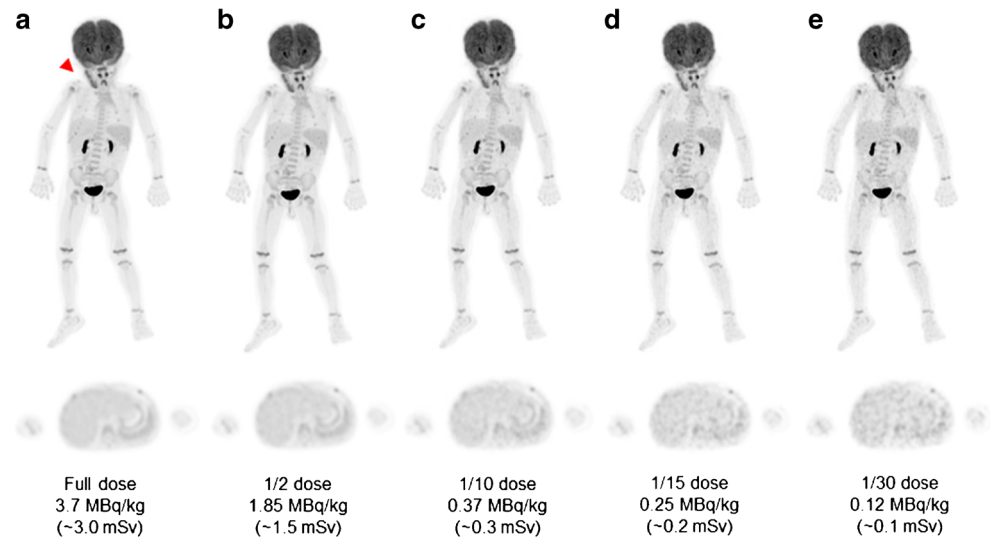 a
b
c
d
e
Full dose
3.7 MBq/kg
(~3.0 mSv)
1/2 dose
1.85 MBq/kg
(~1.5 mSv)
1/10 dose
0.37 MBq/kg
(~0.3 mSv)
1/15 dose
0.25 MBq/kg
(~0.2 mSv)
1/30 dose
0.12 MBq/kg
(~0.1 mSv)